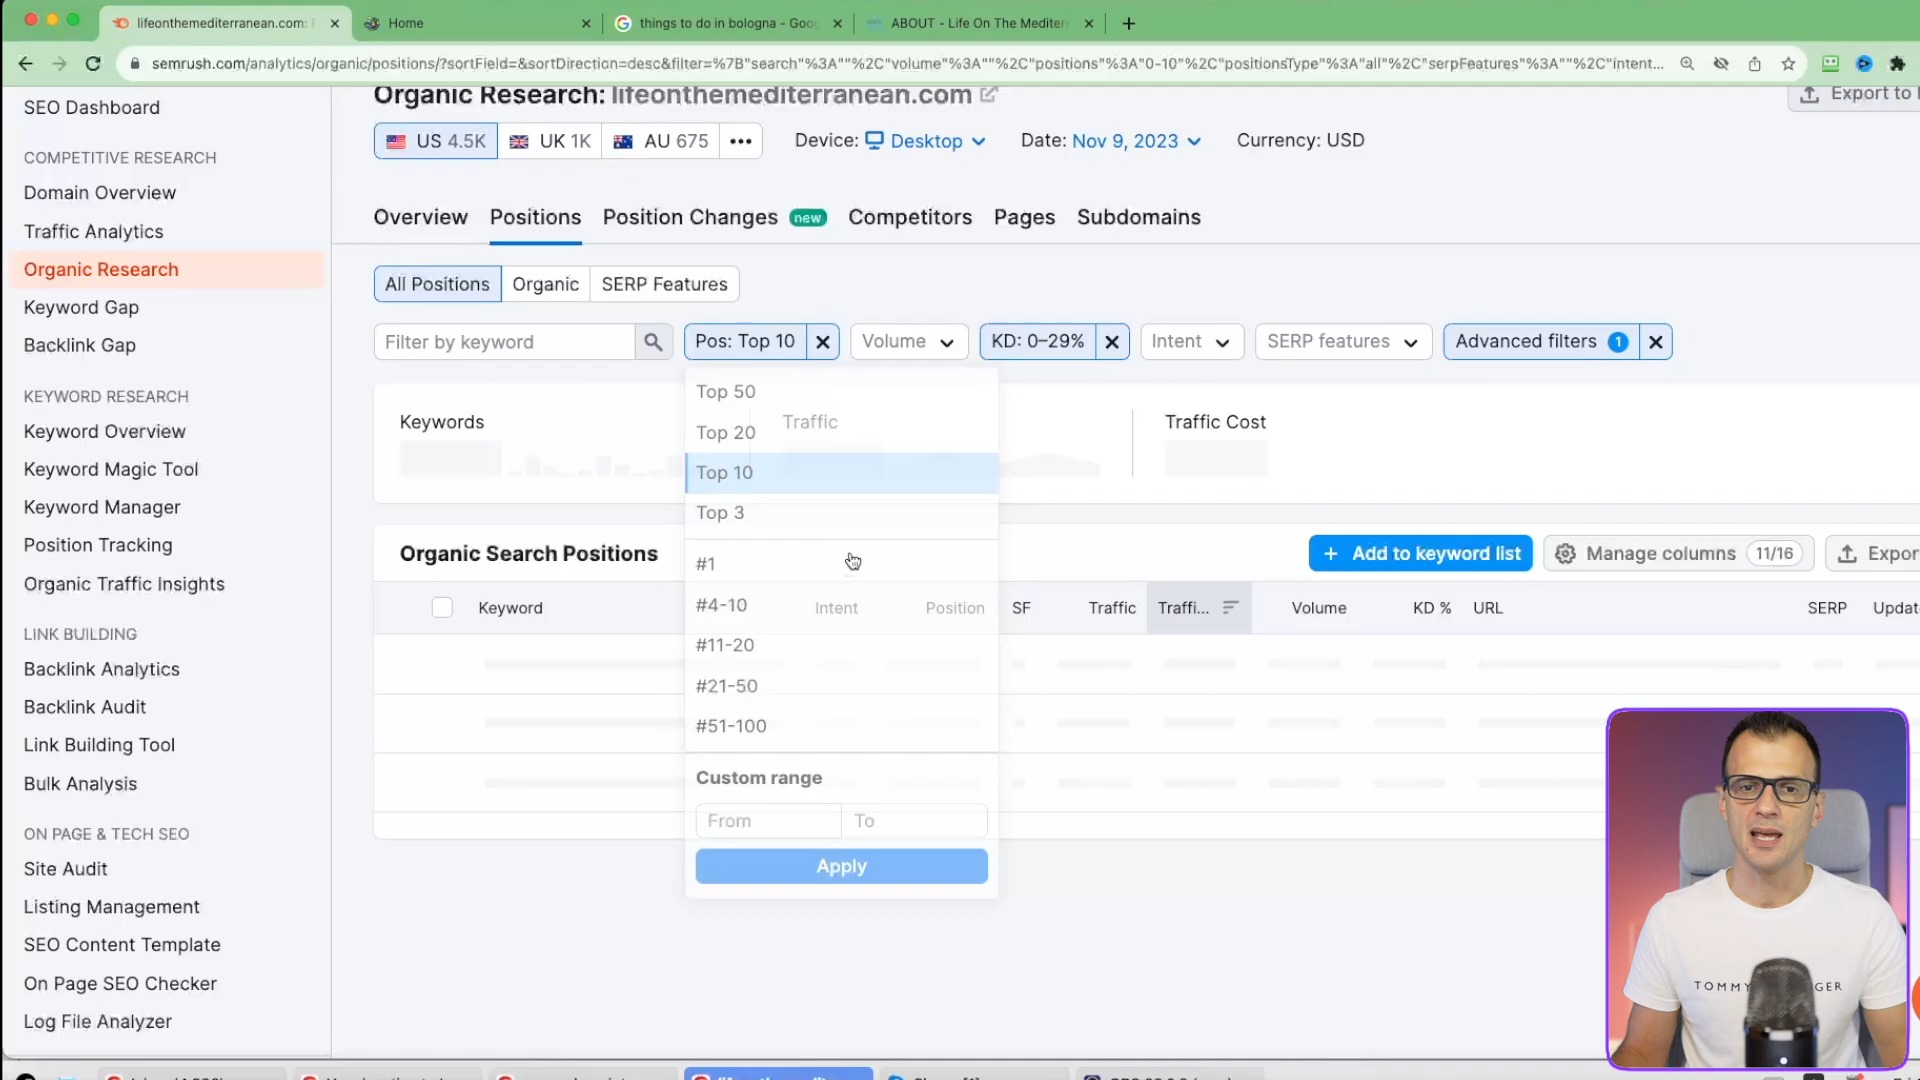 lifeonthemediterranean.com:
Home
things to do in bologna - Goo
ABOUT - Life On The Mediter
semrush.com/analytics/organic/positions/?sortField=&sortDirection=desc&filter=%7B"search"%3A""%2C"volume"%3A""%2C"positions"%3A"0-10"%2C"positionsType"%3A"all"%2C"serpFeatures"%3A""%2C"intent...
SEO Dashboard
COMPETITIVE RESEARCH
Domain Overview
Traffic Analytics
Organic Research
Keyword Gap
Backlink Gap
KEYWORD RESEARCH
Keyword Overview
Keyword Magic Tool
Keyword Manager
Position Tracking
Organic Traffic Insights
LINK BUILDING
Backlink Analytics
Backlink Audit
Link Building Tool
Bulk Analysis
ON PAGE & TECH SEO
Site Audit
Listing Management
SEO Content Template
On Page SEO Checker
Log File Analyzer
Organic Research: lifeonthemediterranean.com
Export to
US 4.5K UK 1K AU 675 ••• Device: Desktop Date: Nov 9, 2023 Currency: USD
Overview Positions Position Changes new Competitors Pages Subdomains
All Positions Organic SERP Features
Filter by keyword Pos: Top 10 Volume KD: 0–29% Intent SERP features Advanced filters 1
Keywords Traffic Traffic Cost
Top 50
Top 20
Top 10
Top 3
#1
#4-10
#11-20
#21-50
#51-100
Custom range
From To
Apply
Organic Search Positions + Add to keyword list Manage columns 11/16 Expor
Keyword Intent Position SF Traffic Traffi... Volume KD % URL SERP Updat
TOMMY GER